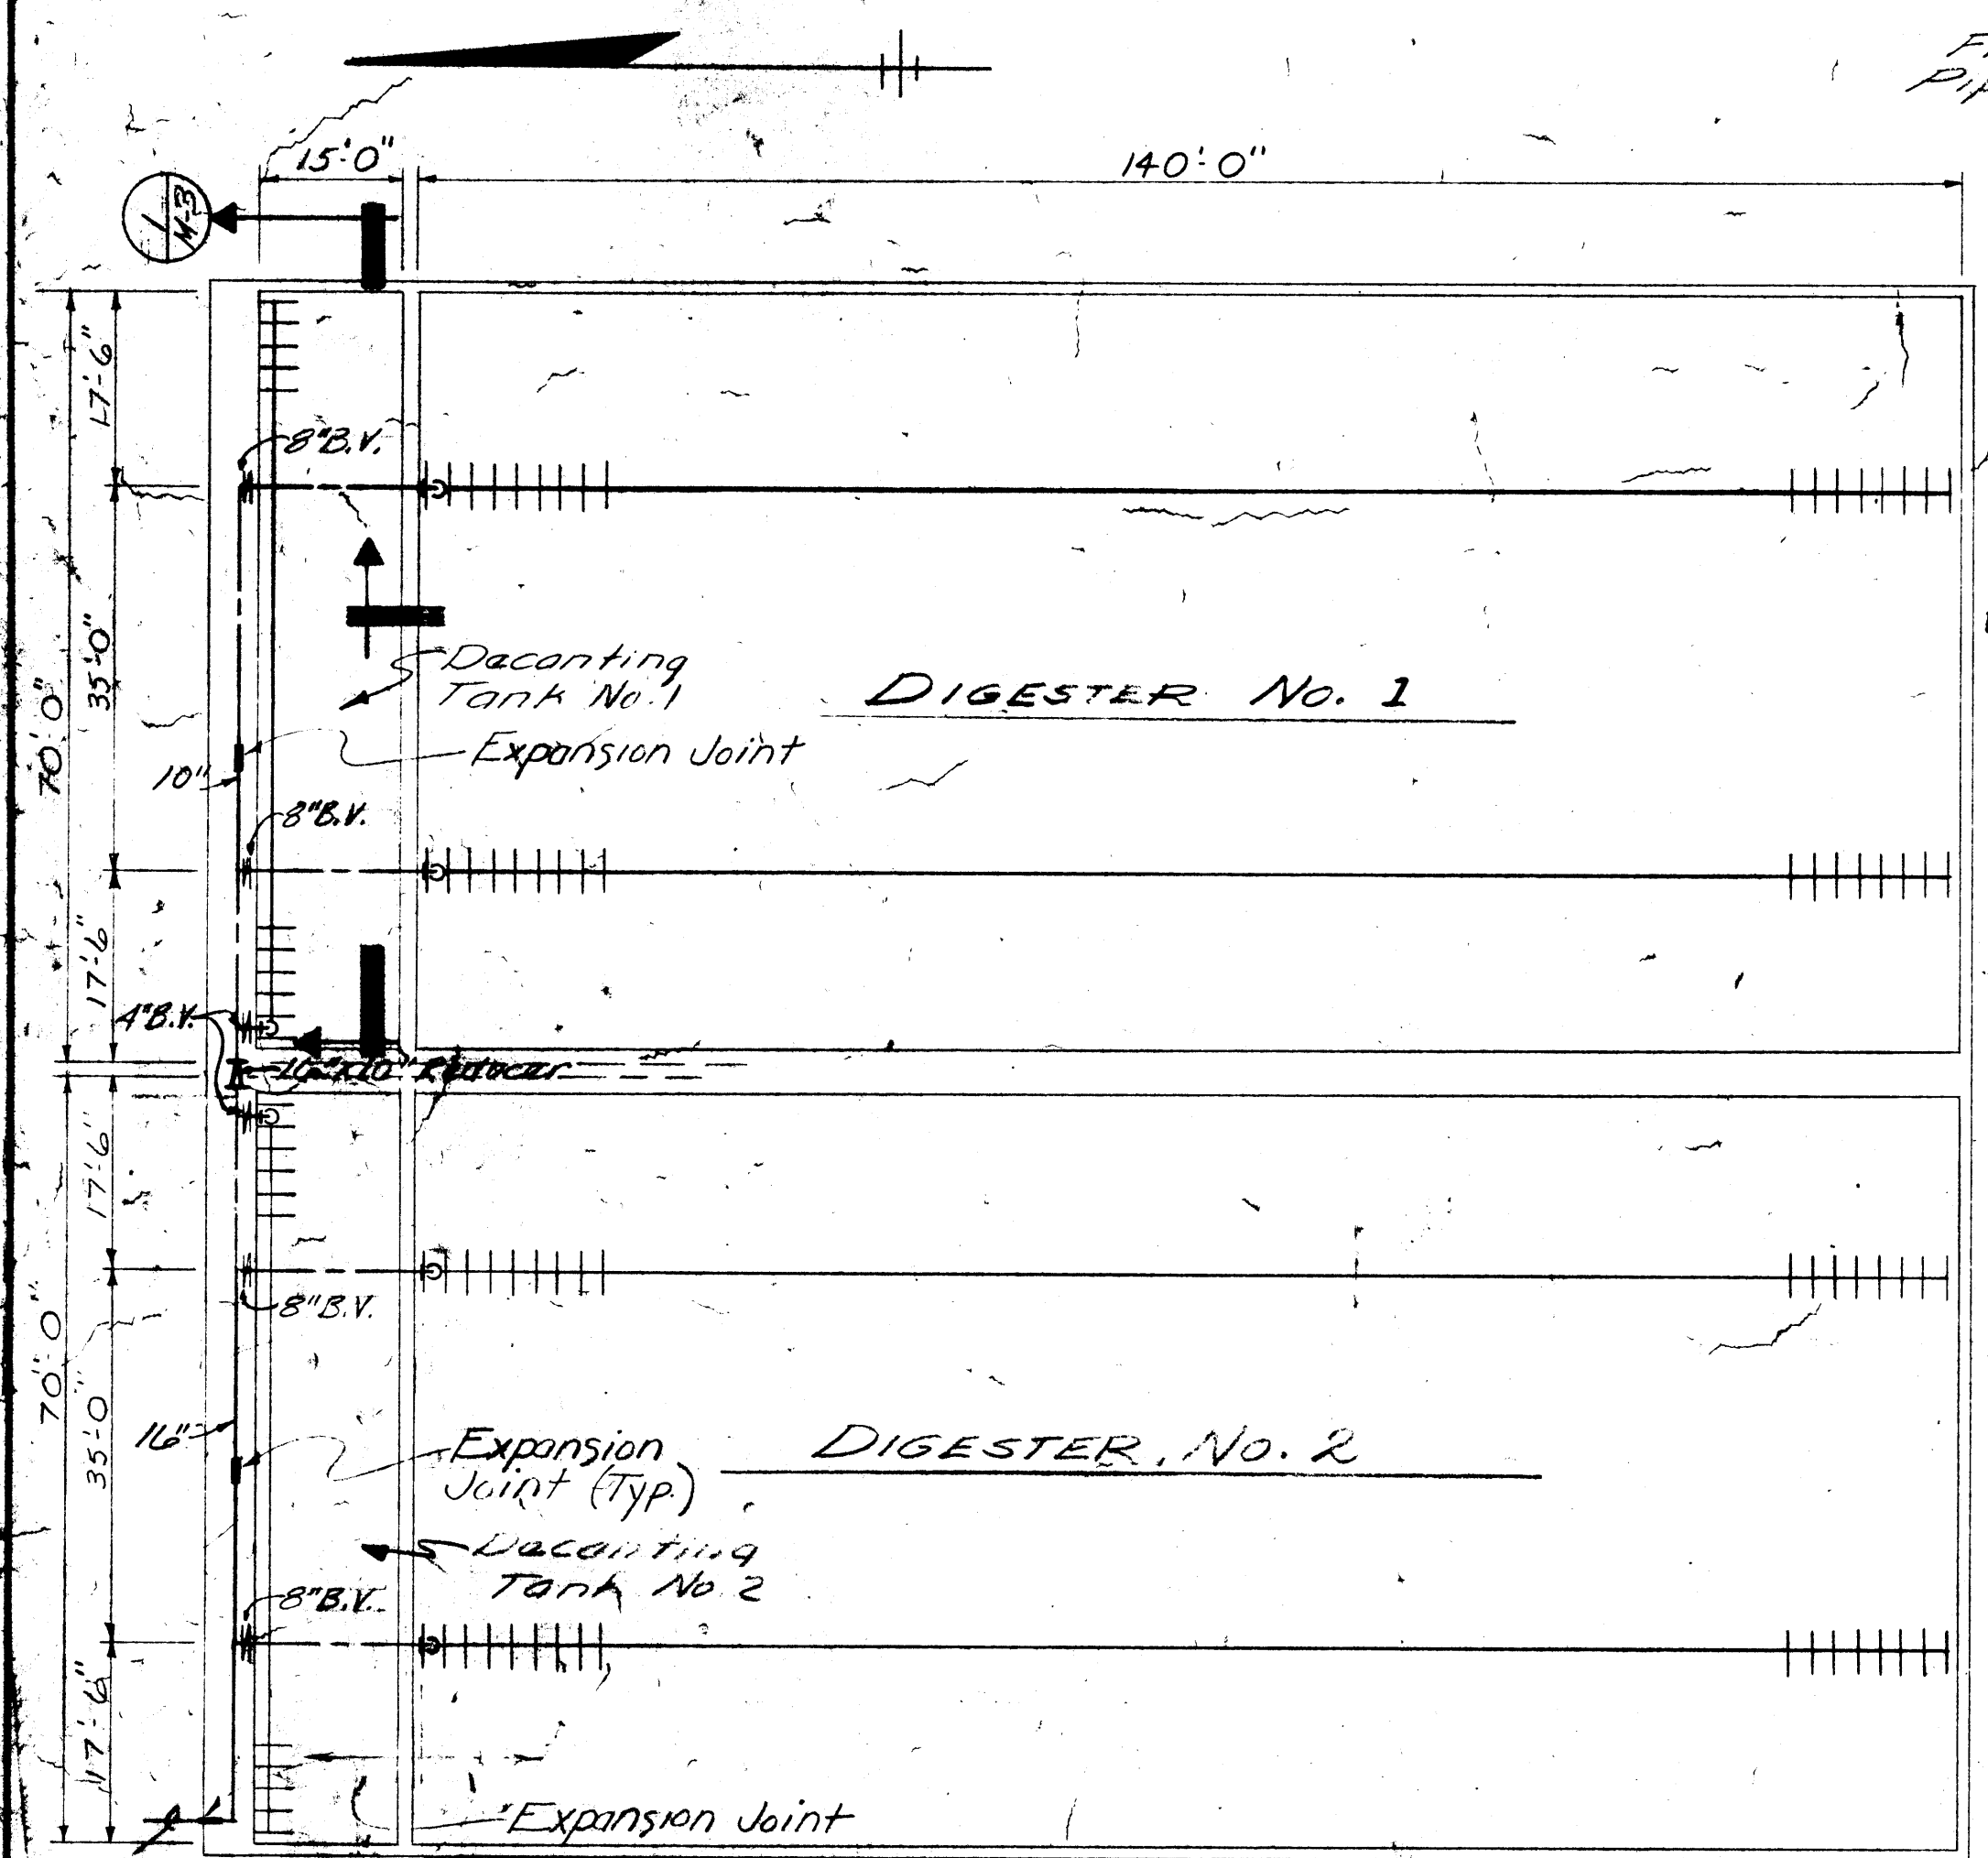 15'-0"
140'-0"
1
M-3
17'-6"
8"B.V.
35'-0"
70'-0"
Decanting
Tank No. 1
DIGESTER No. 1
Expansion Joint
10"
8"B.V.
17'-6"
4"B.V.
Reducer
17'-6"
8"B.V.
70'-0"
35'-0"
16"
Expansion
Joint (Typ.)
DIGESTER No. 2
Decanting
Tank No. 2
8"B.V.
17'-6"
Expansion Joint